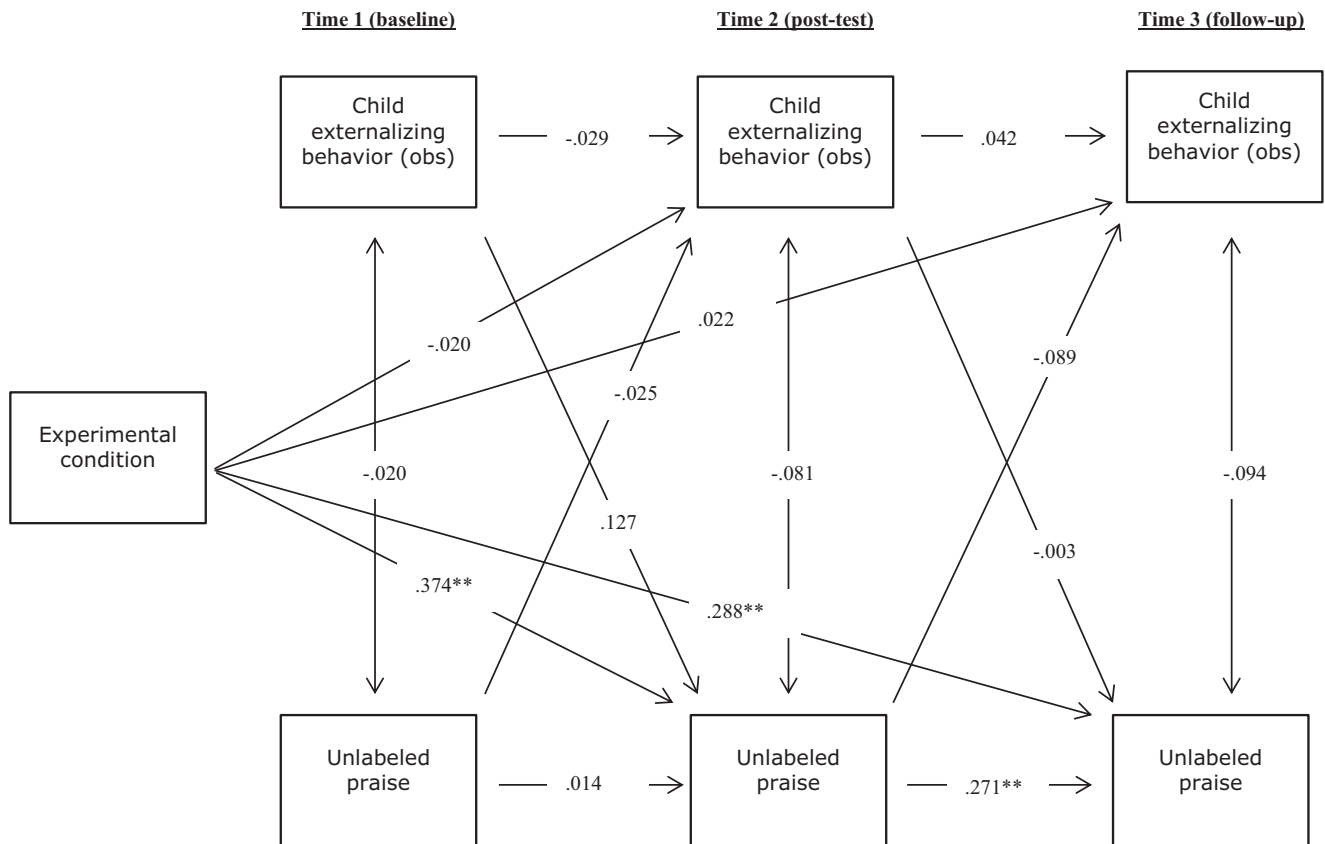 Time 1 (baseline)
Time 2 (post-test)
Time 3 (follow-up)
Child
externalizing
behavior (obs)
-.029
Child
externalizing
behavior (obs)
.042
Child
externalizing
behavior (obs)
-.020
.022
-.025
-.089
Experimental
condition
-.020
-.081
-.094
.127
-.003
.374**
.288**
Unlabeled
praise
.014
Unlabeled
praise
.271**
Unlabeled
praise